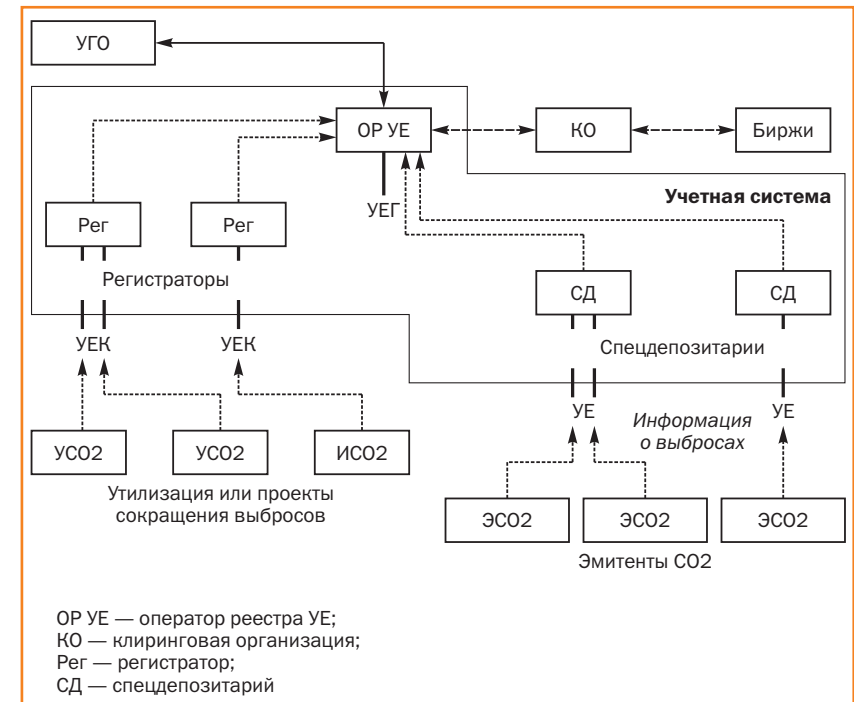 УГО
ОР УЕ
КО
Биржи
УЕГ
Учетная система
Рег
Рег
Регистраторы
СД
СД
Спецдепозитарии
УЕК
УЕК
УЕ
УЕ
Информация
о выбросах
УСО2
УСО2
ИСО2
Утилизация или проекты
сокращения выбросов
ЭСО2
ЭСО2
ЭСО2
Эмитенты СО2
ОР УЕ — оператор реестра УЕ;
КО — клиринговая организация;
Рег — регистратор;
СД — спецдепозитарий